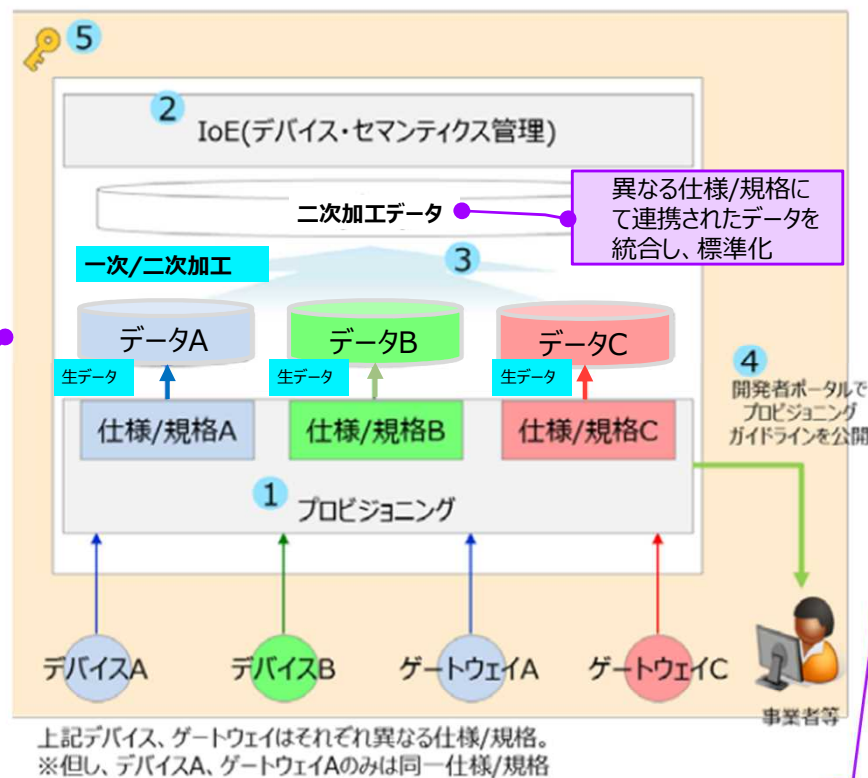 5
2
IoE(デバイス・セマンティクス管理)
二次加工データ
異なる仕様/規格に
て連携されたデータを
統合し、標準化
一次/二次加工
3
データA
データB
データC
生データ
生データ
生データ
4
開発者ポータルで
プロビジョニング
ガイドラインを公開
仕様/規格A
仕様/規格B
仕様/規格C
1
プロビジョニング
デバイスA
デバイスB
ゲートウェイA
ゲートウェイC
事業者等
上記デバイス、ゲートウェイはそれぞれ異なる仕様/規格。
※但し、デバイスA、ゲートウェイAのみは同一仕様/規格